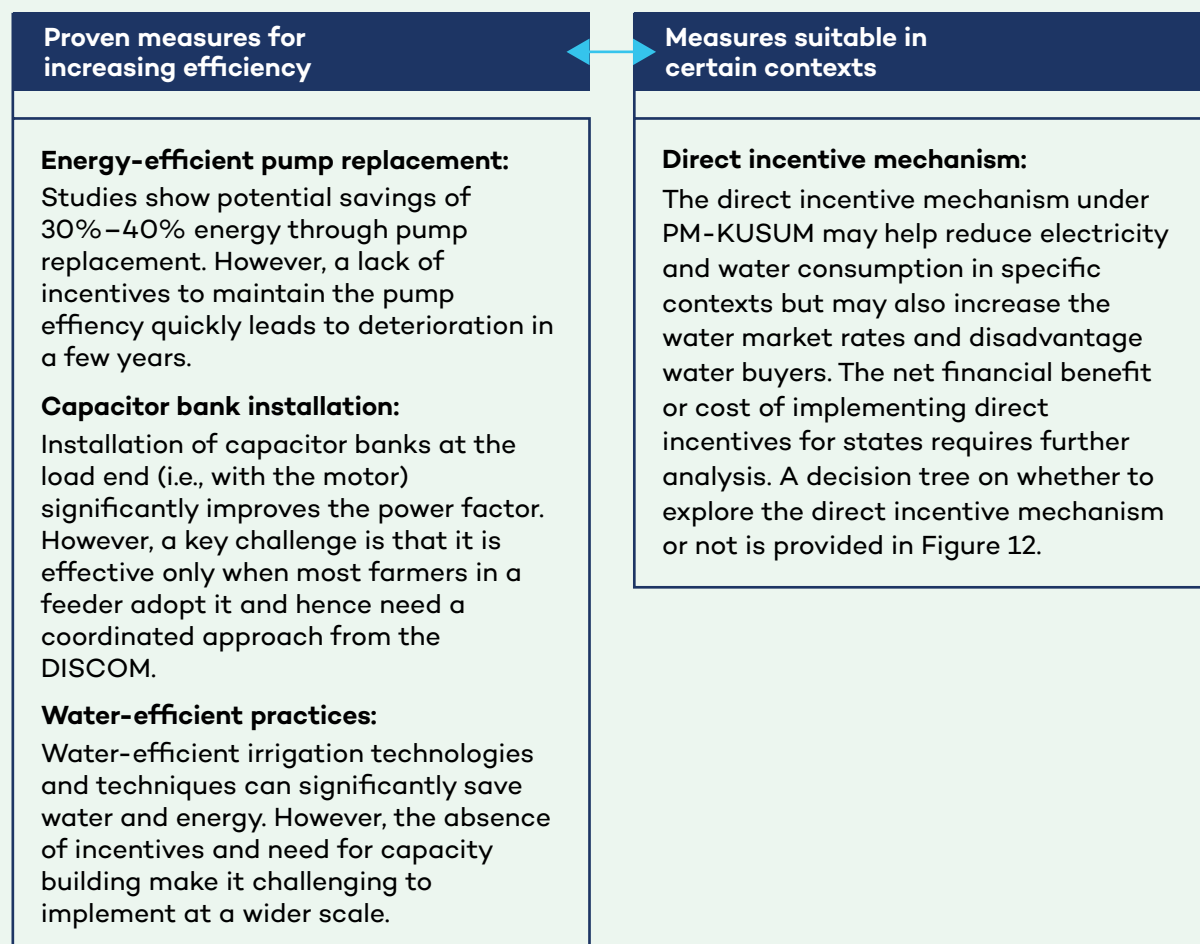 Proven measures for
increasing efficiency
Energy-efficient pump replacement:
Studies show potential savings of
30%–40% energy through pump
replacement. However, a lack of
incentives to maintain the pump
effiency quickly leads to deterioration in
a few years.
Capacitor bank installation:
Installation of capacitor banks at the
load end (i.e., with the motor)
significantly improves the power factor.
However, a key challenge is that it is
effective only when most farmers in a
feeder adopt it and hence need a
coordinated approach from the
DISCOM.
Water-efficient practices:
Water-efficient irrigation technologies
and techniques can significantly save
water and energy. However, the absence
of incentives and need for capacity
building make it challenging to
implement at a wider scale.
Measures suitable in
certain contexts
Direct incentive mechanism:
The direct incentive mechanism under
PM-KUSUM may help reduce electricity
and water consumption in specific
contexts but may also increase the
water market rates and disadvantage
water buyers. The net financial benefit
or cost of implementing direct
incentives for states requires further
analysis. A decision tree on whether to
explore the direct incentive mechanism
or not is provided in Figure 12.